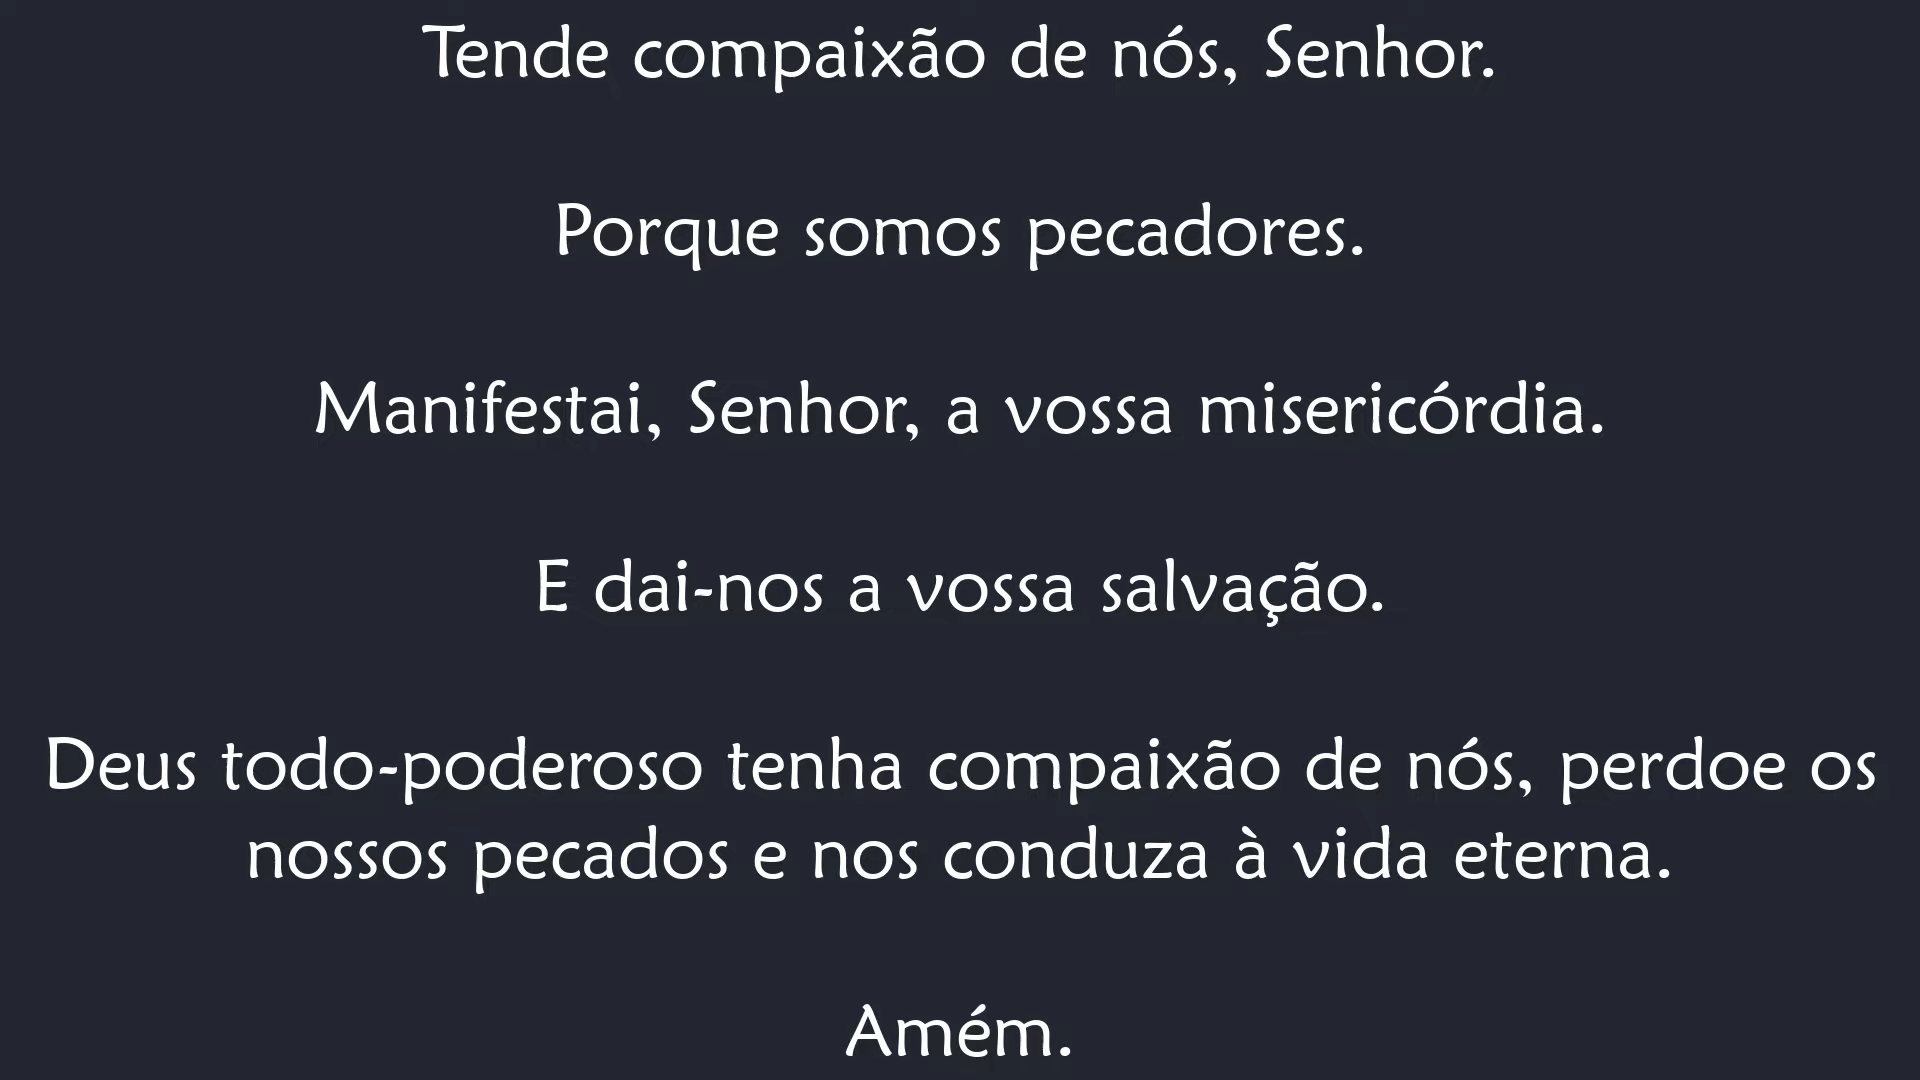 Tende compaixão de nós, Senhor.
Porque somos pecadores.
Manifestai, Senhor, a vossa misericórdia.
E dai-nos a vossa salvação.
Deus todo-poderoso tenha compaixão de nós, perdoe os
nossos pecados e nos conduza à vida eterna.
Amém.